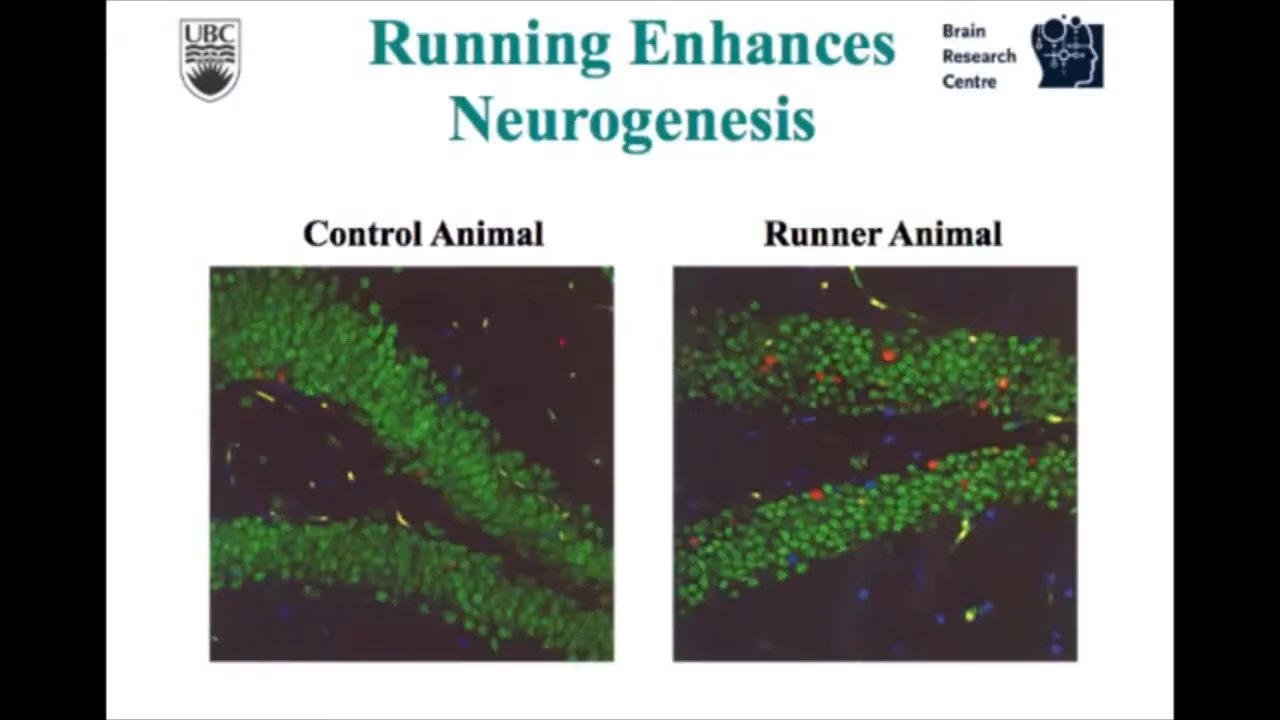 UBC
Running Enhances
Neurogenesis
Brain
Research
Centre
Control Animal
Runner Animal